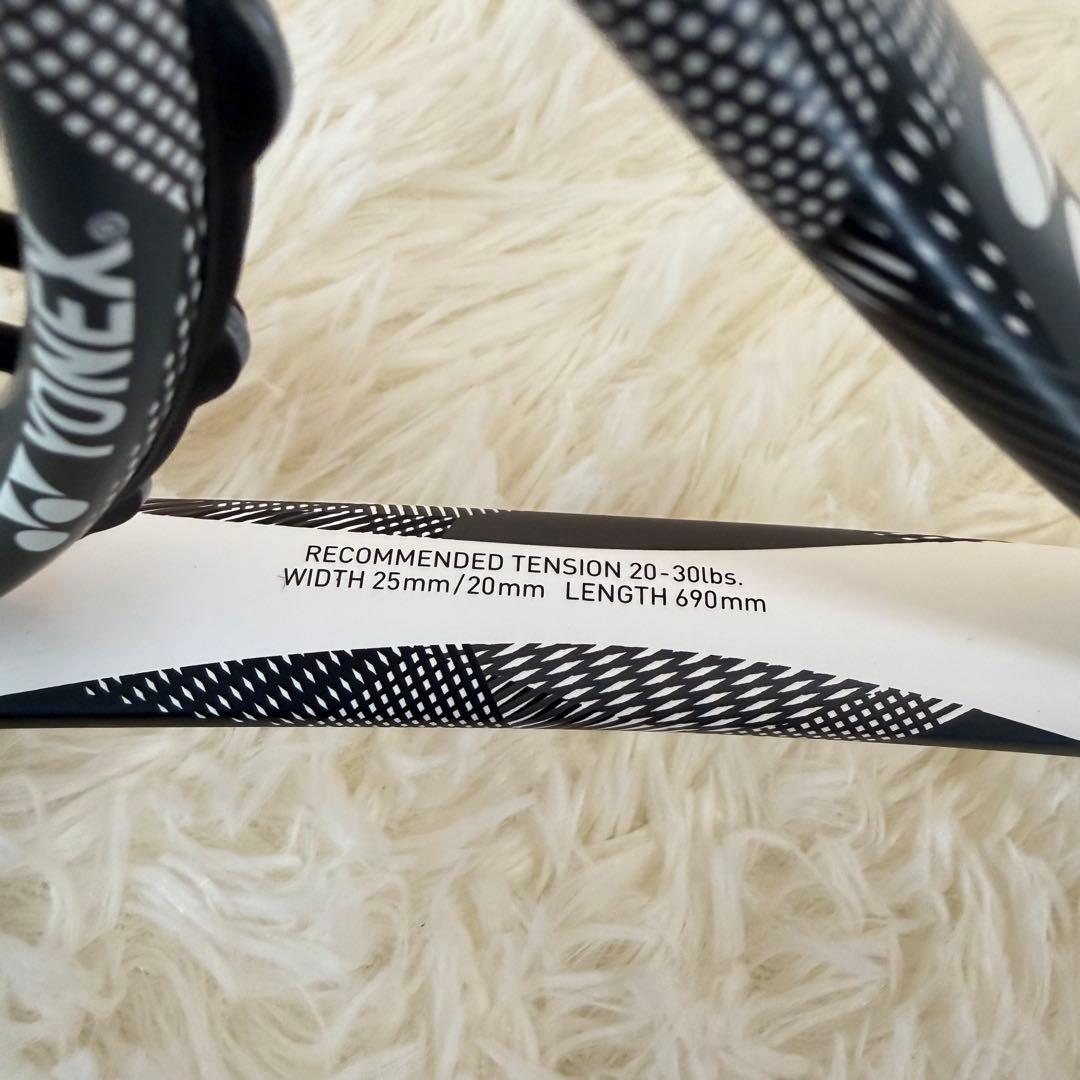 YONEX®
RECOMMENDED TENSION 20-30lbs.
WIDTH 25mm/20mm LENGTH 690mm